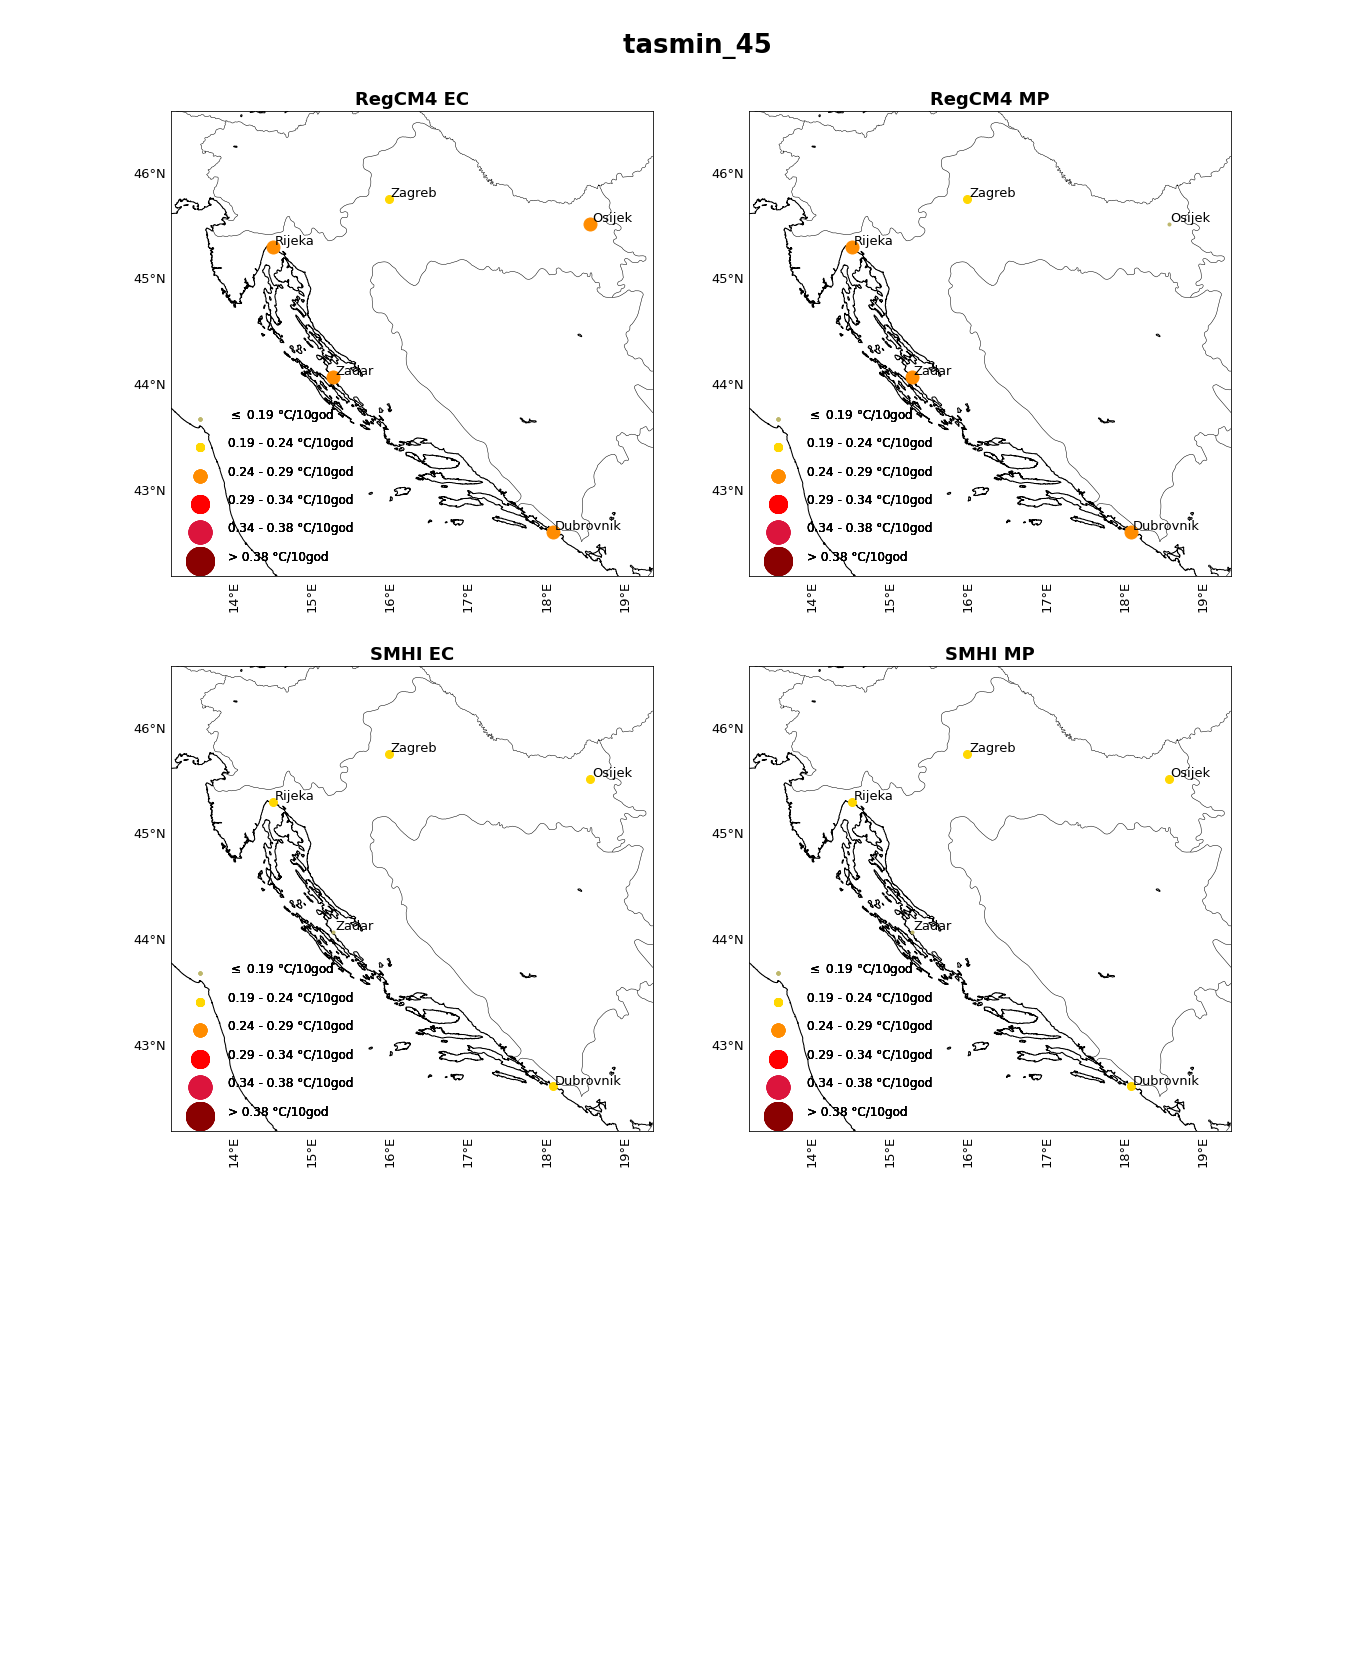 tasmin_45
RegCM4 EC
46°N
45°N
44°N
43°N
Zagreb
Osijek
Rijeka
Zadar
Dubrovnik
≤ 0.19 °C/10god
0.19 - 0.24 °C/10god
0.24 - 0.29 °C/10god
0.29 - 0.34 °C/10god
0.34 - 0.38 °C/10god
> 0.38 °C/10god
14°E
15°E
16°E
17°E
18°E
19°E
RegCM4 MP
46°N
45°N
44°N
43°N
Zagreb
Osijek
Rijeka
Zadar
Dubrovnik
≤ 0.19 °C/10god
0.19 - 0.24 °C/10god
0.24 - 0.29 °C/10god
0.29 - 0.34 °C/10god
0.34 - 0.38 °C/10god
> 0.38 °C/10god
14°E
15°E
16°E
17°E
18°E
19°E
SMHI EC
46°N
45°N
44°N
43°N
Zagreb
Osijek
Rijeka
Zadar
Dubrovnik
≤ 0.19 °C/10god
0.19 - 0.24 °C/10god
0.24 - 0.29 °C/10god
0.29 - 0.34 °C/10god
0.34 - 0.38 °C/10god
> 0.38 °C/10god
14°E
15°E
16°E
17°E
18°E
19°E
SMHI MP
46°N
45°N
44°N
43°N
Zagreb
Osijek
Rijeka
Zadar
Dubrovnik
≤ 0.19 °C/10god
0.19 - 0.24 °C/10god
0.24 - 0.29 °C/10god
0.29 - 0.34 °C/10god
0.34 - 0.38 °C/10god
> 0.38 °C/10god
14°E
15°E
16°E
17°E
18°E
19°E